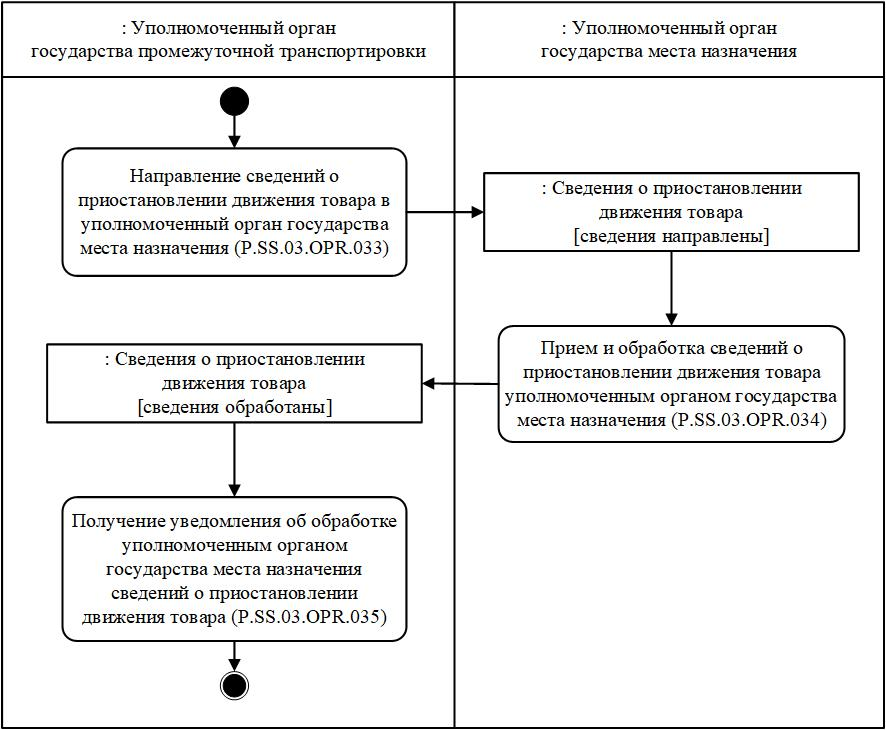 : Уполномоченный орган
государства промежуточной транспортировки
: Уполномоченный орган
государства места назначения
Направление сведений о
приостановлении движения товара в
уполномоченный орган государства
места назначения (P.SS.03.OPR.033)
: Сведения о приостановлении
движения товара
[сведения направлены]
Прием и обработка сведений о
приостановлении движения товара
уполномоченным органом государства
места назначения (P.SS.03.OPR.034)
: Сведения о приостановлении
движения товара
[сведения обработаны]
Получение уведомления об обработке
уполномоченным органом
государства места назначения
сведений о приостановлении
движения товара (P.SS.03.OPR.035)